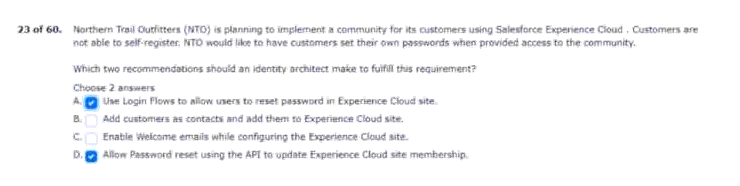 23 of 60. Northern Trail Outfitters (NTO) is planning to implement a community for its customers using Salesforce Experience Cloud . Customers are
not able to self-register. NTO would like to have customers set their own passwords when provided access to the community.
Which two recommendations should an identity architect make to fulfill this requirement?
Choose 2 answers
A. Use Login Flows to allow users to reset password in Experience Cloud site.
B. Add customers as contacts and add them to Experience Cloud site.
C. Enable Welcome emails while configuring the Experience Cloud site.
D. Allow Password reset using the API to update Experience Cloud site membership.